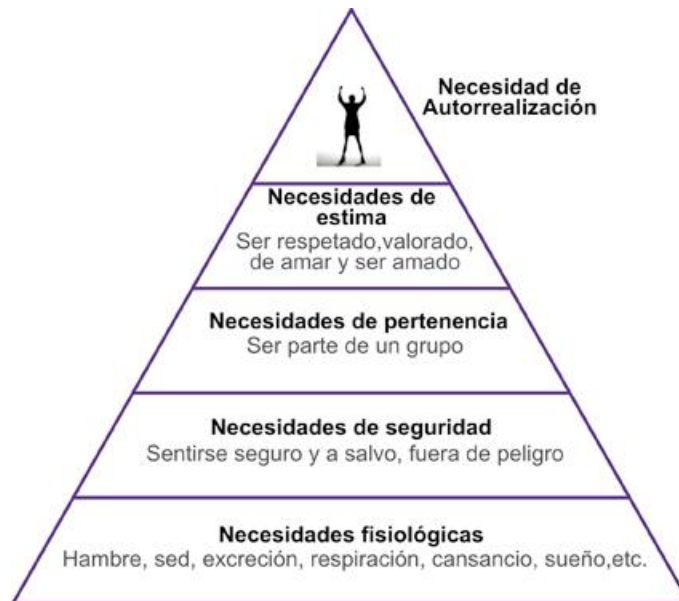 Necesidad de
Autorrealización
Necesidades de
estima
Ser respetado,valorado,
de amar y ser amado
Necesidades de pertenencia
Ser parte de un grupo
Necesidades de seguridad
Sentirse seguro y a salvo, fuera de peligro
Necesidades fisiológicas
Hambre, sed, excreción, respiración, cansancio, sueño,etc.